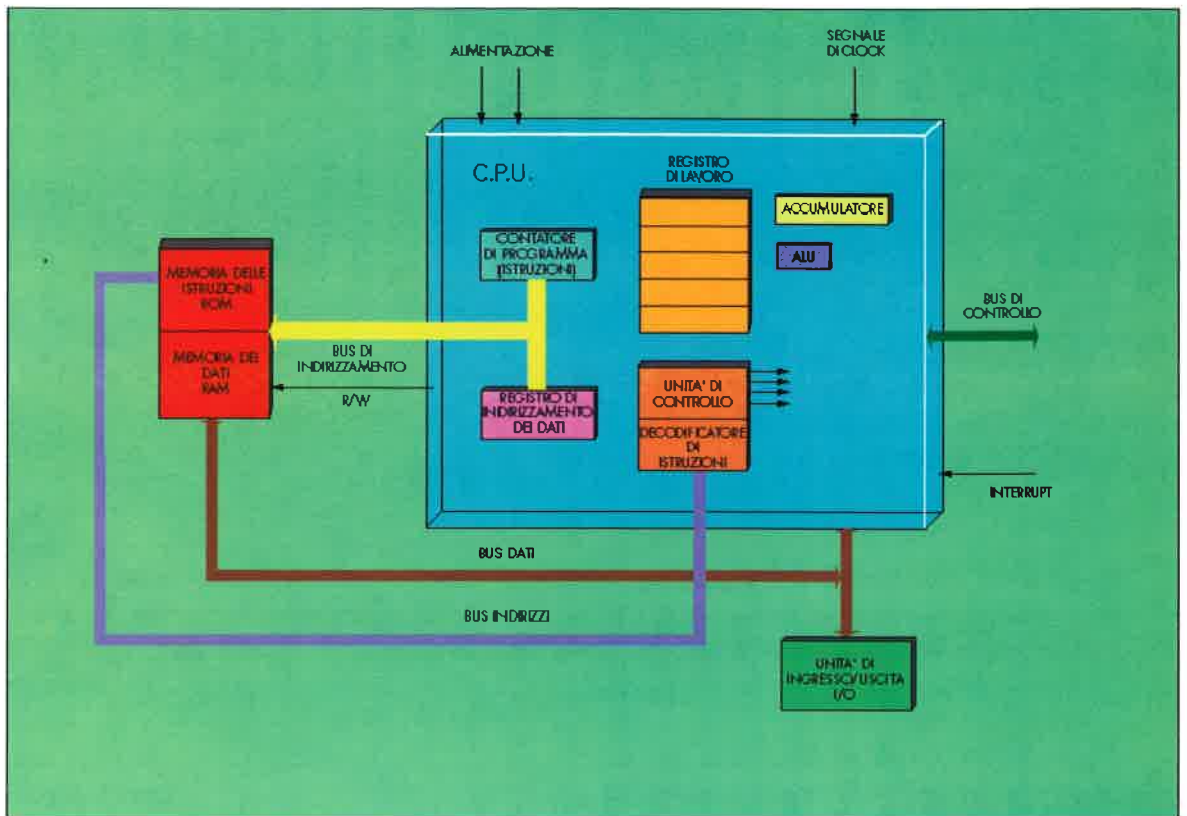 ALIMENTAZIONE
SEGNALE
DI CLOCK
C.P.U.
REGISTRO
DI LAVORO
ACCUMULATORE
ALU
CONTATORE
DI PROGRAMMA
(ISTRUZIONI)
MEMORIA DELLE
ISTRUZIONI
ROM
MEMORIA DEI
DATI
RAM
BUS DI
INDIRIZZAMENTO
R/W
REGISTRO DI
INDIRIZZAMENTO
DEI DATI
UNITA' DI
CONTROLLO
DECODIFICATORE
DI
ISTRUZIONI
BUS DI
CONTROLLO
INTERRUPT
BUS DATI
BUS INDIRIZZI
UNITA' DI
INGRESSO/USCITA
I/O